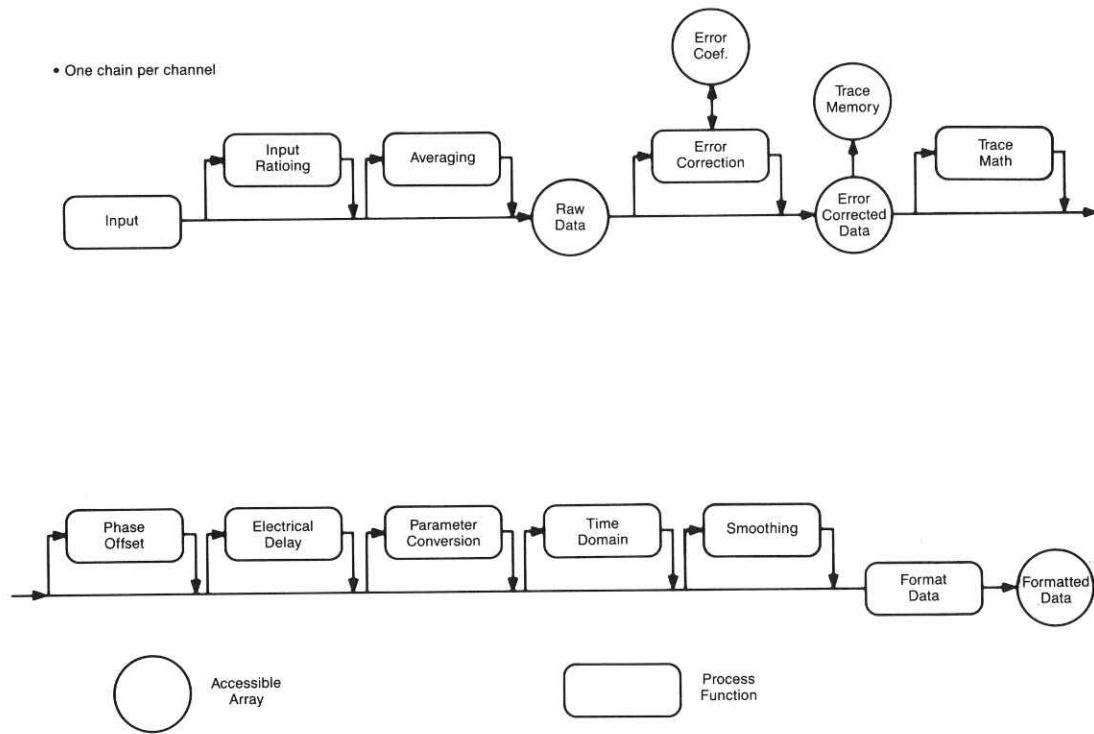 • One chain per channel
Error
Coef.
Trace
Memory
Input
Ratioing
Averaging
Error
Correction
Trace
Math
Input
Raw
Data
Error
Corrected
Data
Phase
Offset
Electrical
Delay
Parameter
Conversion
Time
Domain
Smoothing
Format
Data
Formatted
Data
Accessible
Array
Process
Function